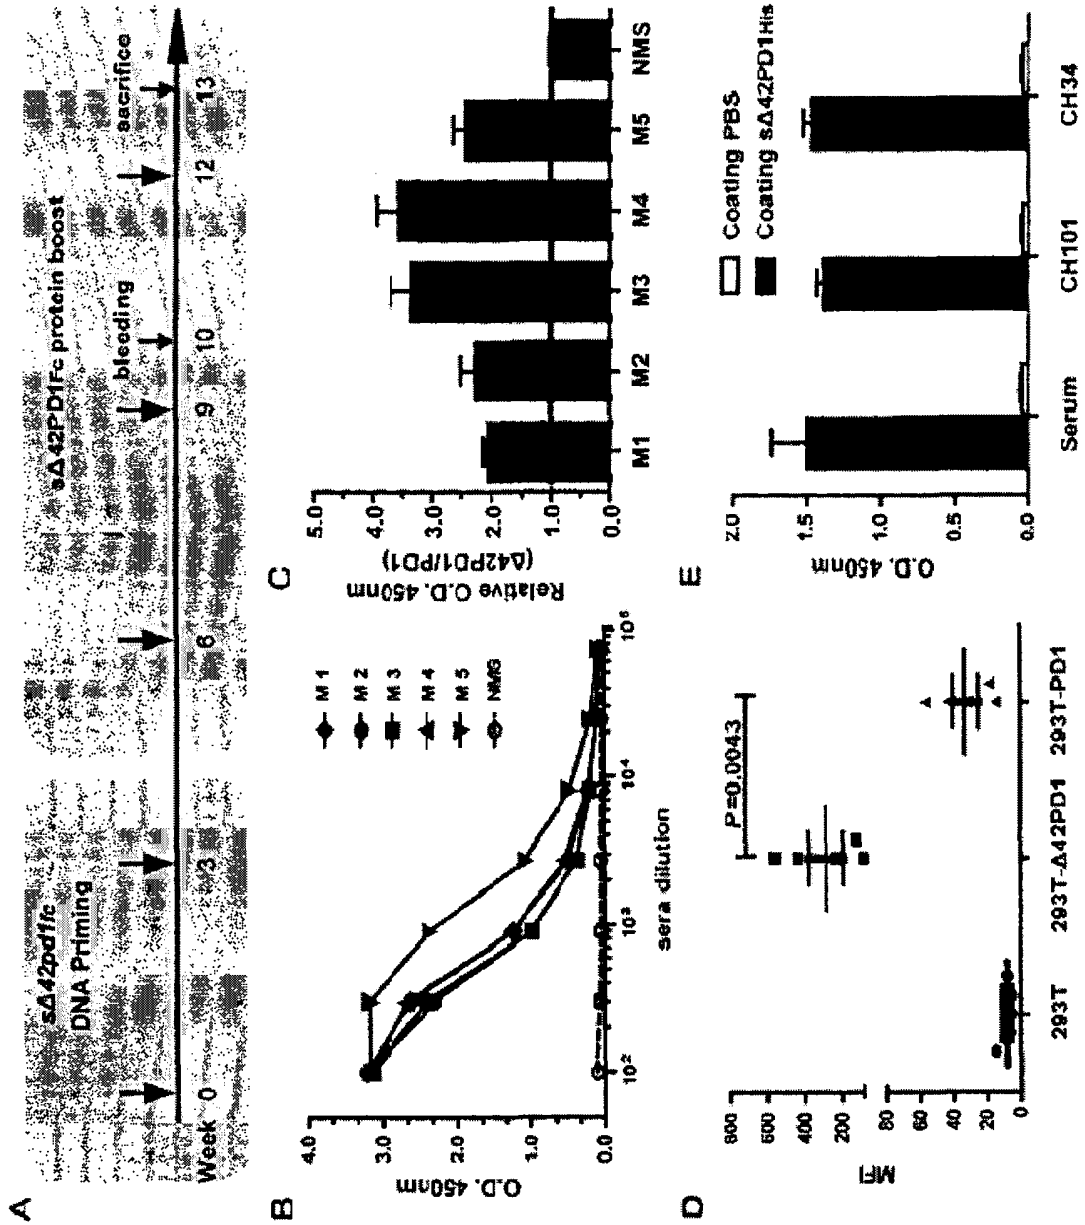 A
sΔ42pd1fc
DNA Priming
sΔ42PD1Fc protein boost
bleeding
sacrifice
Week 0 3 6 9 10 12 13
B
O.D. 450nm
4.0
3.0
2.0
1.0
0.0
10² 10³ 10⁴ 10⁵
sera dilution
M 1
M 2
M 3
M 4
M 5
NMS
C
Relative O.D. 450nm
(Δ42PD1/PD1)
5.0
4.0
3.0
2.0
1.0
0.0
M1 M2 M3 M4 M5 NMS
D
MFI
800
600
400
200
80
60
40
20
0
P=0.0043
293T 293T-Δ42PD1 293T-PD1
E
O.D. 450nm
2.0
1.5
1.0
0.5
0.0
Coating PBS
Coating sΔ42PD1His
Serum CH101 CH34